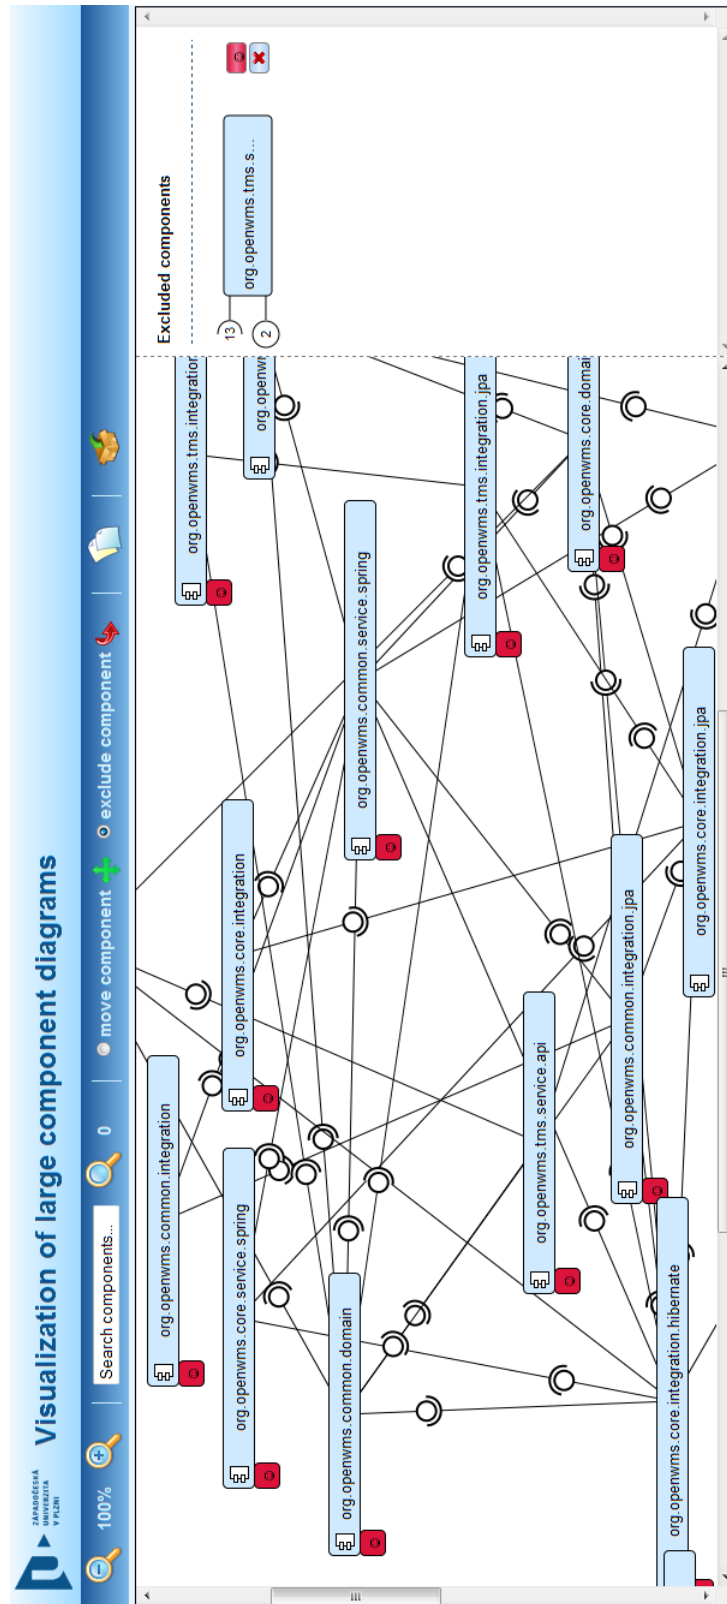 ZÁPADOČESKÁ
UNIVERZITA
V PLZNI
Visualization of large component diagrams
100%
Search components...
0
move component
exclude component
org.openwms.common.integration
org.openwms.tms.integration
org.openwms.core.service.spring
org.openwms.core.integration
org.openw
org.openwms.common.domain
org.openwms.common.service.spring
org.openwms.tms.integration.jpa
org.openwms.tms.service.api
org.openwms.core.domai
org.openwms.common.integration.jpa
org.openwms.core.integration.hibernate
org.openwms.core.integration.jpa
Excluded components
13
2
org.openwms.tms.s...